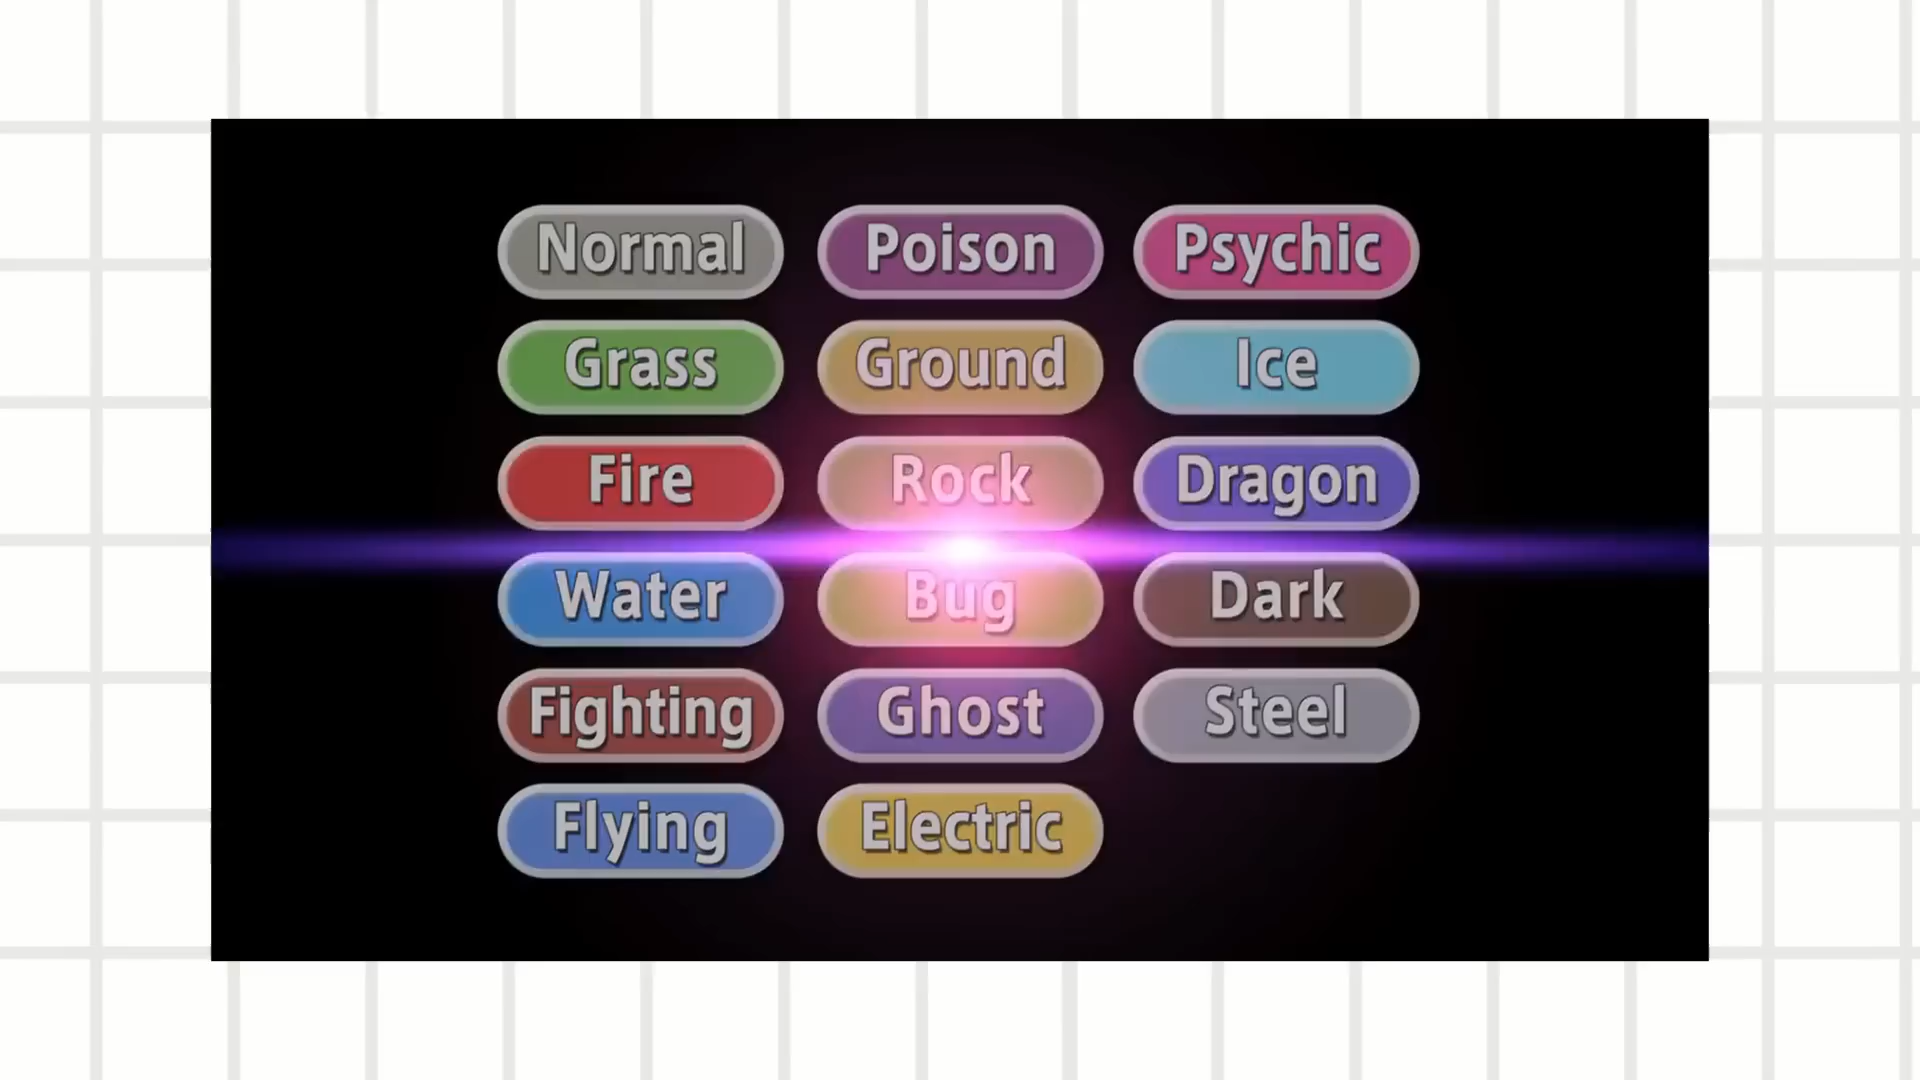 Normal Poison Psychic
Grass Ground Ice
Fire Rock Dragon
Water Bug Dark
Fighting Ghost Steel
Flying Electric